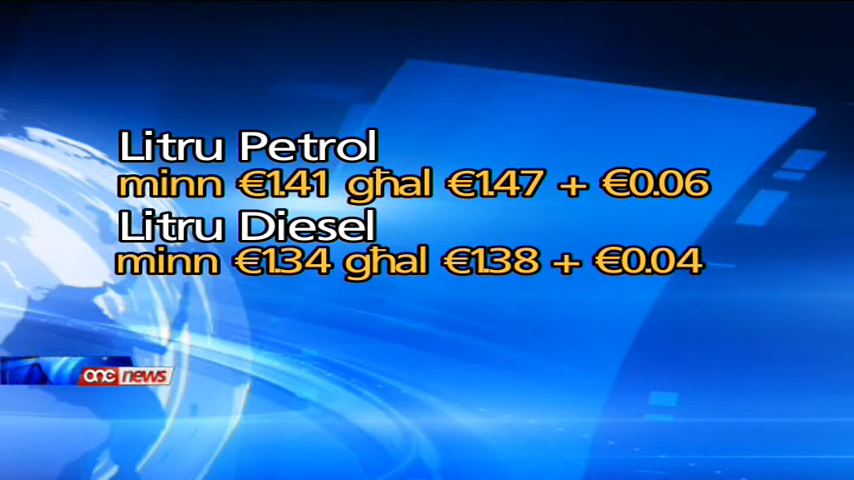 Litru Petrol
minn €1.41 għal €1.47 + €0.06
Litru Diesel
minn €1.34 għal €1.38 + €0.04
one news